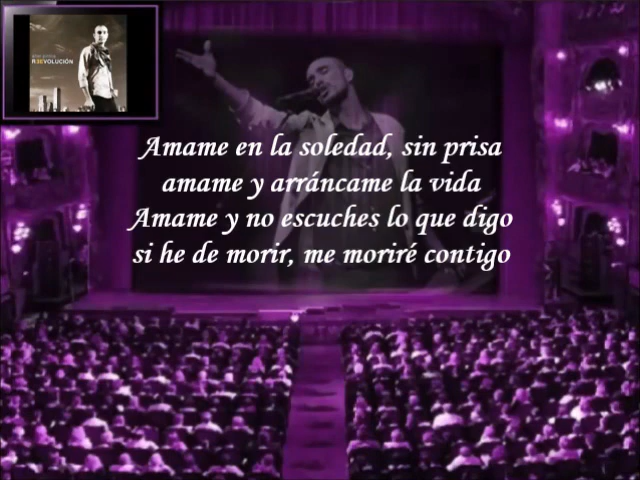 REEVOLUCIÓN
Amame en la soledad, sin prisa
amame y arráncame la vida
Amame y no escuches lo que digo
si he de morir, me moriré contigo